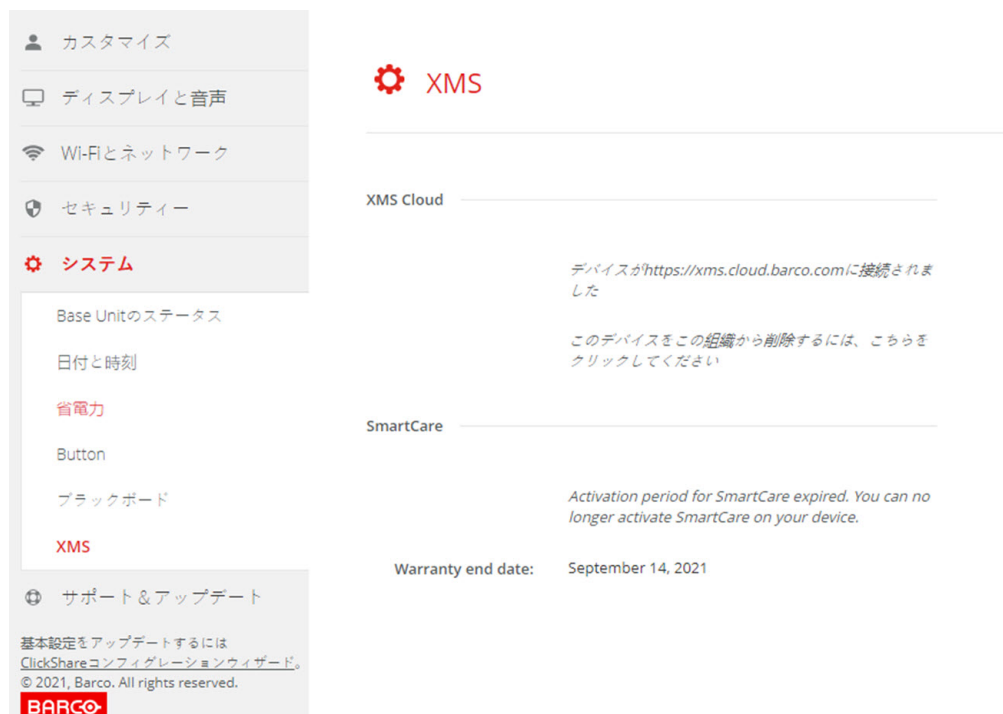 カスタマイズ
ディスプレイと音声
Wi-Fiとネットワーク
セキュリティー
システム
Base Unitのステータス
日付と時刻
省電力
Button
ブラックボード
XMS
サポート＆アップデート
基本設定をアップデートするには
ClickShareコンフィグレーションウィザード。
© 2021, Barco. All rights reserved.
BARCO
XMS
XMS Cloud
デバイスがhttps://xms.cloud.barco.comに接続されま
した
このデバイスをこの組織から削除するには、こちらを
クリックしてください
SmartCare
Activation period for SmartCare expired. You can no
longer activate SmartCare on your device.
Warranty end date: September 14, 2021